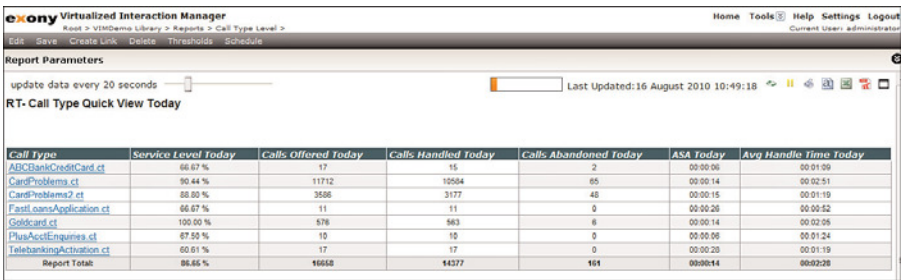 exony Virtualized Interaction Manager Home Tools Help Settings Logout
Root > VIMDemo Library > Reports > Call Type Level > Current User: administrator
Edit Save Create Link Delete Thresholds Schedule
Report Parameters
update data every 20 seconds Last Updated:16 August 2010 10:49:18
RT- Call Type Quick View Today
Call Type Service Level Today Calls Offered Today Calls Handled Today Calls Abandoned Today ASA Today Avg Handle Time Today
ABCBankCreditCard.ct 66.67 % 17 15 2 00:00:06 00:01:09
CardProblems.ct 90.44 % 11712 10584 65 00:00:14 00:02:51
CardProblems2.ct 88.80 % 3586 3177 48 00:00:15 00:01:19
FastLoansApplication.ct 66.67 % 11 11 0 00:00:26 00:00:52
Goldcard.ct 100.00 % 576 563 6 00:00:14 00:02:05
PlusAcctEnquiries.ct 67.50 % 10 10 0 00:00:06 00:01:24
TelebankingActivation.ct 60.61 % 17 17 0 00:00:28 00:01:19
Report Total: 86.65 % 16658 14377 161 00:00:14 00:02:28